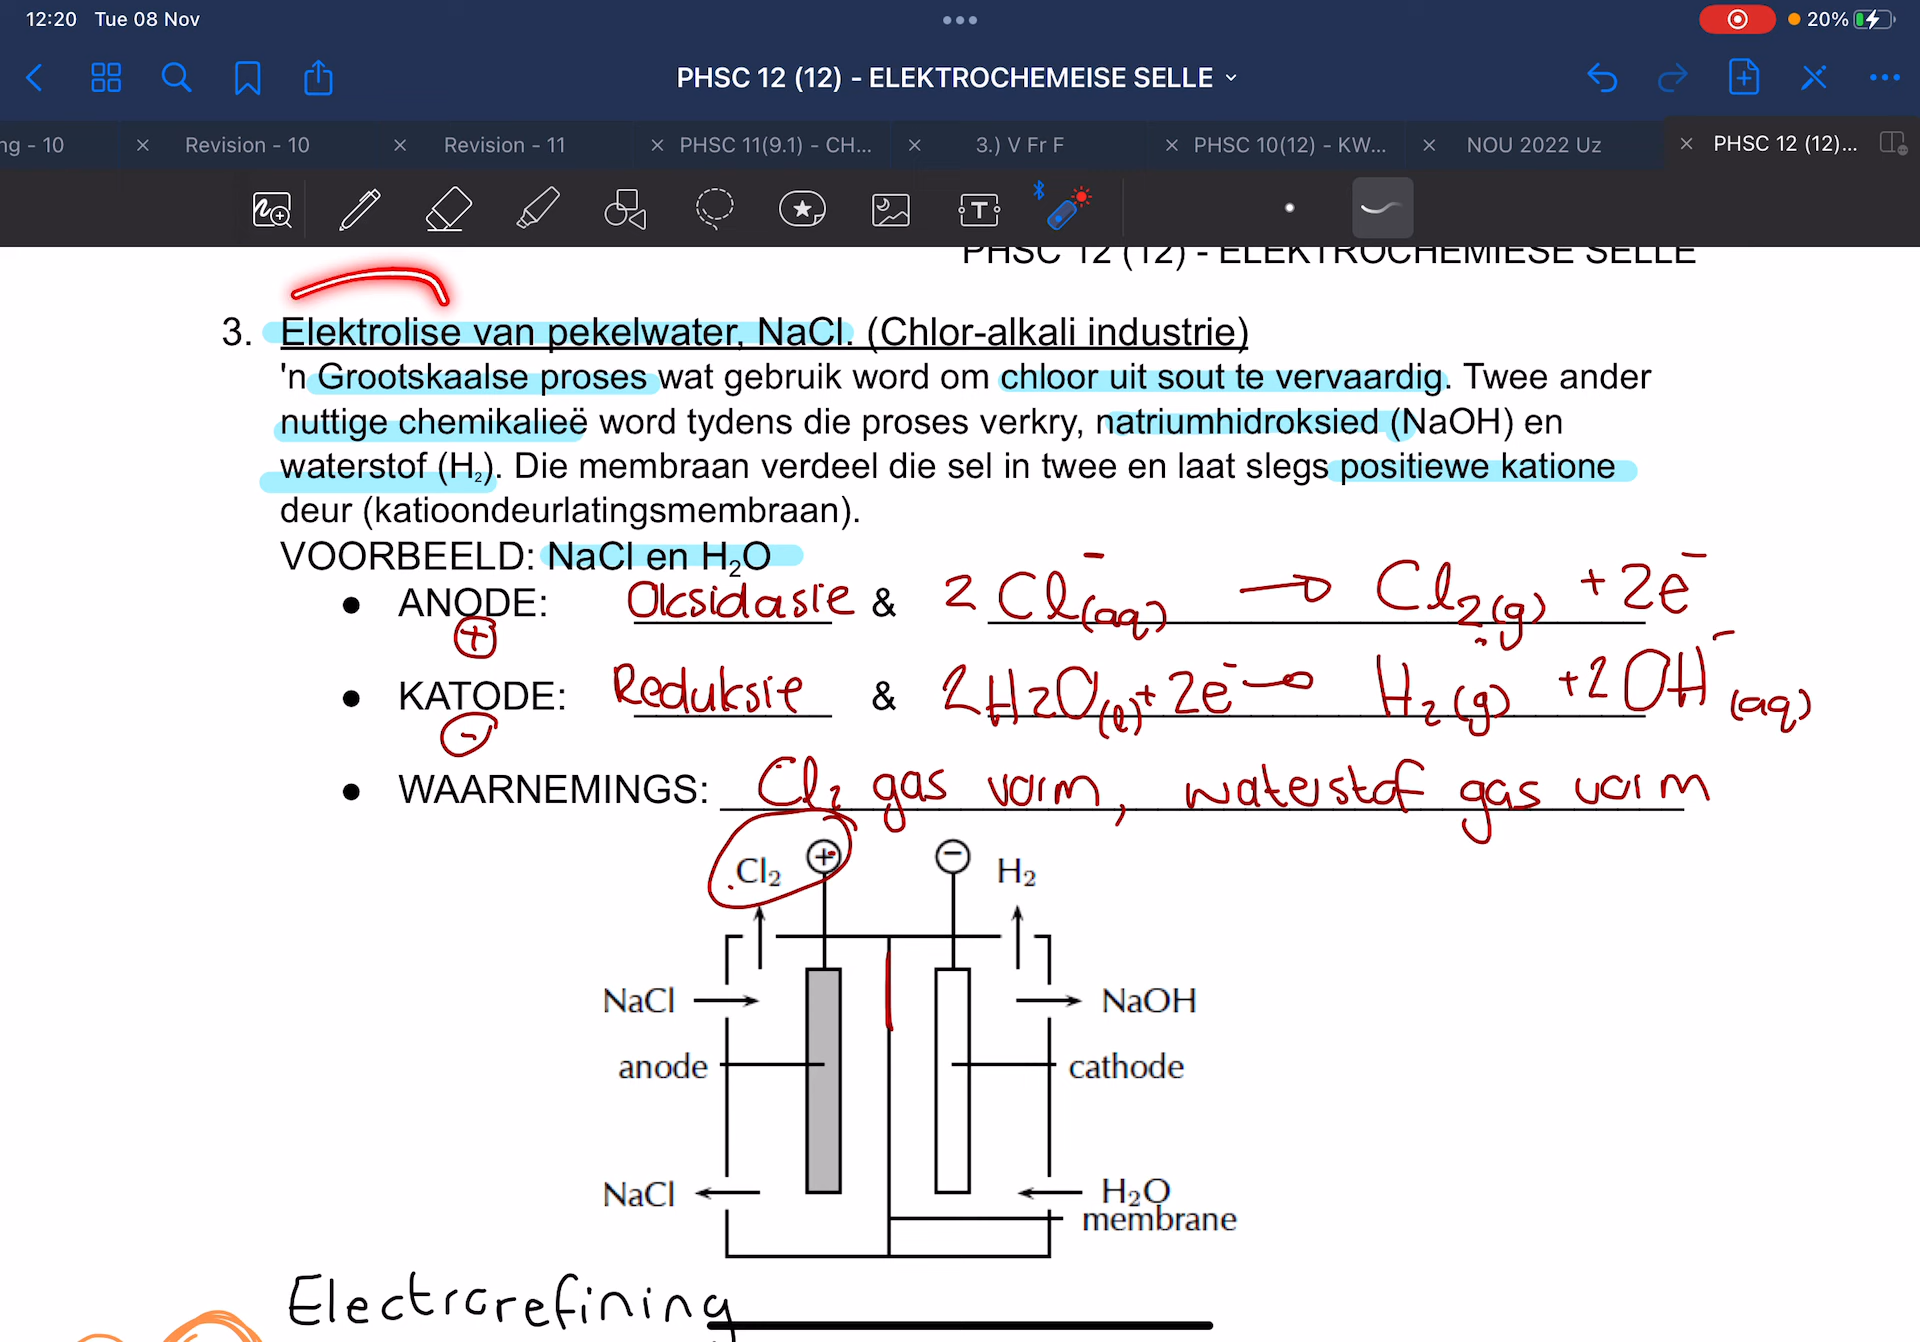 12:20 Tue 08 Nov
20%
PHSC 12 (12) - ELEKTROCHEMEISE SELLE
ng - 10
Revision - 10
Revision - 11
PHSC 11(9.1) - CH...
3.) V Fr F
PHSC 10(12) - KW...
NOU 2022 Uz
PHSC 12 (12)...
PHSC 12 (12) - ELEKTROCHEMIESE SELLE
3. Elektrolise van pekelwater, NaCl. (Chlor-alkali industrie)
'n Grootskaalse proses wat gebruik word om chloor uit sout te vervaardig. Twee ander
nuttige chemikalieë word tydens die proses verkry, natriumhidroksied (NaOH) en
waterstof (H₂). Die membraan verdeel die sel in twee en laat slegs positiewe katione
deur (katioondeurlatingsmembraan).
VOORBEELD: NaCl en H₂O
• ANODE: Oksidasie & 2Cl⁻(aq) → Cl₂(g) + 2e⁻
+
• KATODE: Reduksie & 2H₂O(l) + 2e⁻ → H₂(g) + 2OH⁻(aq)
-
• WAARNEMINGS: Cl₂ gas vorm, waterstof gas vorm
Cl₂ + − H₂
NaCl NaOH
anode cathode
NaCl H₂O
membrane
Electrorefining